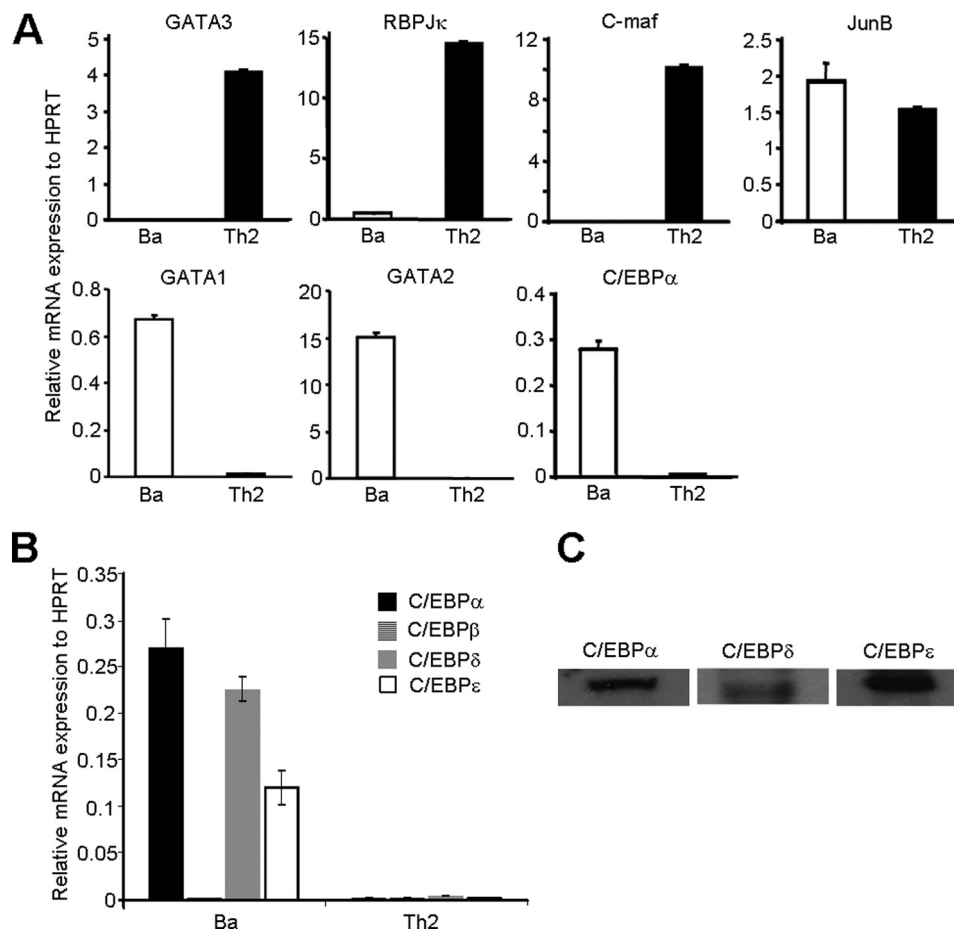 A
GATA3
RBPJκ
C-maf
JunB
Relative mRNA expression to HPRT
5
4
3
2
1
0
Ba Th2
15
10
5
0
Ba Th2
12
9
6
3
0
Ba Th2
2.5
2
1.5
1
0.5
0
Ba Th2
GATA1
GATA2
C/EBPα
0.8
0.6
0.4
0.2
0
Ba Th2
20
15
10
5
0
Ba Th2
0.4
0.3
0.2
0.1
0
Ba Th2
B
Relative mRNA expression to HPRT
0.35
0.3
0.25
0.2
0.15
0.1
0.05
0
Ba Th2
C/EBPα
C/EBPβ
C/EBPδ
C/EBPε
C
C/EBPα
C/EBPδ
C/EBPε